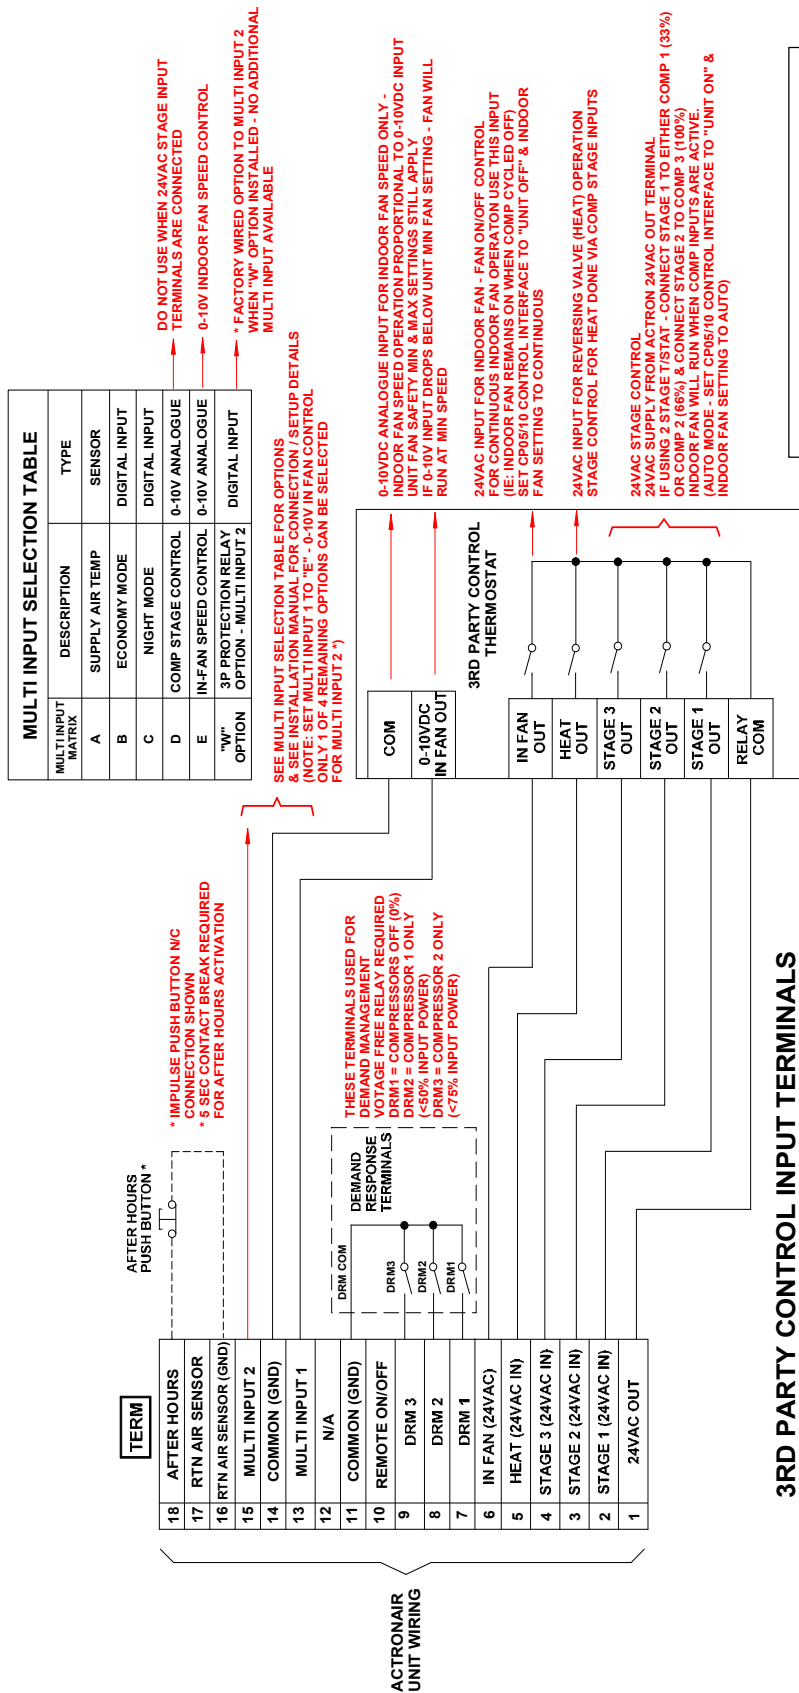 MULTI INPUT SELECTION TABLE
MULTI INPUT
MATRIX
DESCRIPTION
TYPE
A
SUPPLY AIR TEMP
SENSOR
B
ECONOMY MODE
DIGITAL INPUT
C
NIGHT MODE
DIGITAL INPUT
D
COMP STAGE CONTROL
0-10V ANALOGUE
E
IN-FAN SPEED CONTROL
0-10V ANALOGUE
"W"
OPTION
3P PROTECTION RELAY
OPTION - MULTI INPUT 2
DIGITAL INPUT
DO NOT USE WHEN 24VAC STAGE INPUT
TERMINALS ARE CONNECTED
0-10V INDOOR FAN SPEED CONTROL
* FACTORY WIRED OPTION TO MULTI INPUT 2
WHEN "W" OPTION INSTALLED - NO ADDITIONAL
MULTI INPUT AVAILABLE
SEE MULTI INPUT SELECTION TABLE FOR OPTIONS
& SEE INSTALLATION MANUAL FOR CONNECTION / SETUP DETAILS
(NOTE: SET MULTI INPUT 1 TO "E" - 0-10V IN FAN CONTROL
ONLY 1 OF 4 REMAINING OPTIONS CAN BE SELECTED
FOR MULTI INPUT 2 *)
AFTER HOURS
PUSH BUTTON *
* IMPULSE PUSH BUTTON N/C
CONNECTION SHOWN
* 5 SEC CONTACT BREAK REQUIRED
FOR AFTER HOURS ACTIVATION
TERM
18
AFTER HOURS
17
RTN AIR SENSOR
16
RTN AIR SENSOR (GND)
15
MULTI INPUT 2
14
COMMON (GND)
13
MULTI INPUT 1
12
N/A
11
COMMON (GND)
10
REMOTE ON/OFF
9
DRM 3
8
DRM 2
7
DRM 1
6
IN FAN (24VAC)
5
HEAT (24VAC IN)
4
STAGE 3 (24VAC IN)
3
STAGE 2 (24VAC IN)
2
STAGE 1 (24VAC IN)
1
24VAC OUT
ACTRONAIR
UNIT WIRING
DRM COM
DEMAND
RESPONSE
TERMINALS
DRM3
DRM2
DRM1
THESE TERMINALS USED FOR
DEMAND MANAGEMENT
VOTAGE FREE RELAY REQUIRED
DRM1 = COMPRESSORS OFF (0%)
DRM2 = COMPRESSOR 1 ONLY
(<50% INPUT POWER)
DRM3 = COMPRESSOR 2 ONLY
(<75% INPUT POWER)
COM
0-10VDC
IN FAN OUT
3RD PARTY CONTROL
THERMOSTAT
IN FAN
OUT
HEAT
OUT
STAGE 3
OUT
STAGE 2
OUT
STAGE 1
OUT
RELAY
COM
0-10VDC ANALOGUE INPUT FOR INDOOR FAN SPEED ONLY -
INDOOR FAN SPEED OPERATION PROPORTIONAL TO 0-10VDC INPUT
UNIT FAN SAFETY MIN & MAX SETTINGS STILL APPLY
IF 0-10V INPUT DROPS BELOW UNIT MIN FAN SETTING - FAN WILL
RUN AT MIN SPEED
24VAC INPUT FOR INDOOR FAN - FAN ON/OFF CONTROL
FOR CONTINUOUS INDOOR FAN OPERATON USE THIS INPUT
(IE: INDOOR FAN REMAINS ON WHEN COMP CYCLED OFF)
SET CP05/10 CONTROL INTERFACE TO "UNIT OFF" & INDOOR
FAN SETTING TO CONTINUOUS
24VAC INPUT FOR REVERSING VALVE (HEAT) OPERATION
STAGE CONTROL FOR HEAT DONE VIA COMP STAGE INPUTS
24VAC STAGE CONTROL
24VAC SUPPLY FROM ACTRON 24VAC OUT TERMINAL
IF USING 2 STAGE T/STAT - CONNECT STAGE 1 TO EITHER COMP 1 (33%)
OR COMP 2 (66%) & CONNECT STAGE 2 TO COMP 3 (100%)
INDOOR FAN WILL RUN WHEN COMP INPUTS ARE ACTIVE.
(AUTO MODE - SET CP05/10 CONTROL INTERFACE TO "UNIT ON" &
INDOOR FAN SETTING TO AUTO)
3RD PARTY CONTROL INPUT TERMINALS